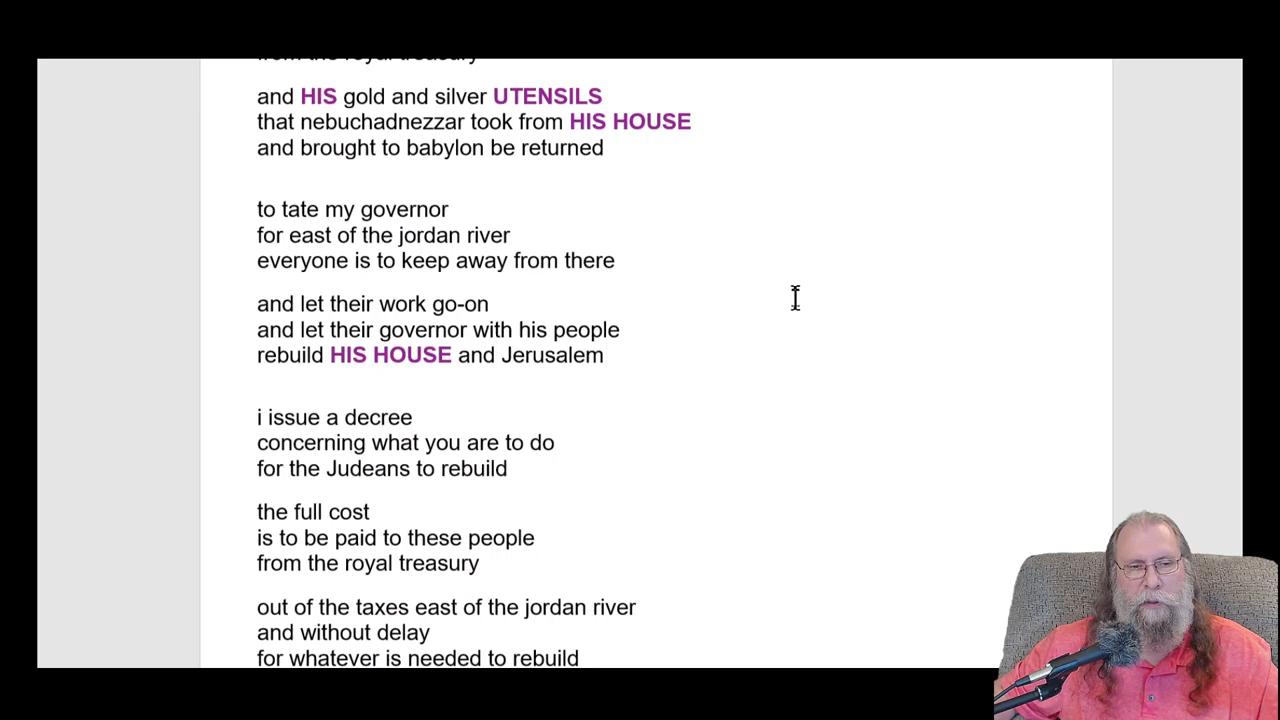 from the royal treasury
and HIS gold and silver UTENSILS
that nebuchadnezzar took from HIS HOUSE
and brought to babylon be returned
to tate my governor
for east of the jordan river
everyone is to keep away from there
and let their work go-on
and let their governor with his people
rebuild HIS HOUSE and Jerusalem
i issue a decree
concerning what you are to do
for the Judeans to rebuild
the full cost
is to be paid to these people
from the royal treasury
out of the taxes east of the jordan river
and without delay
for whatever is needed to rebuild